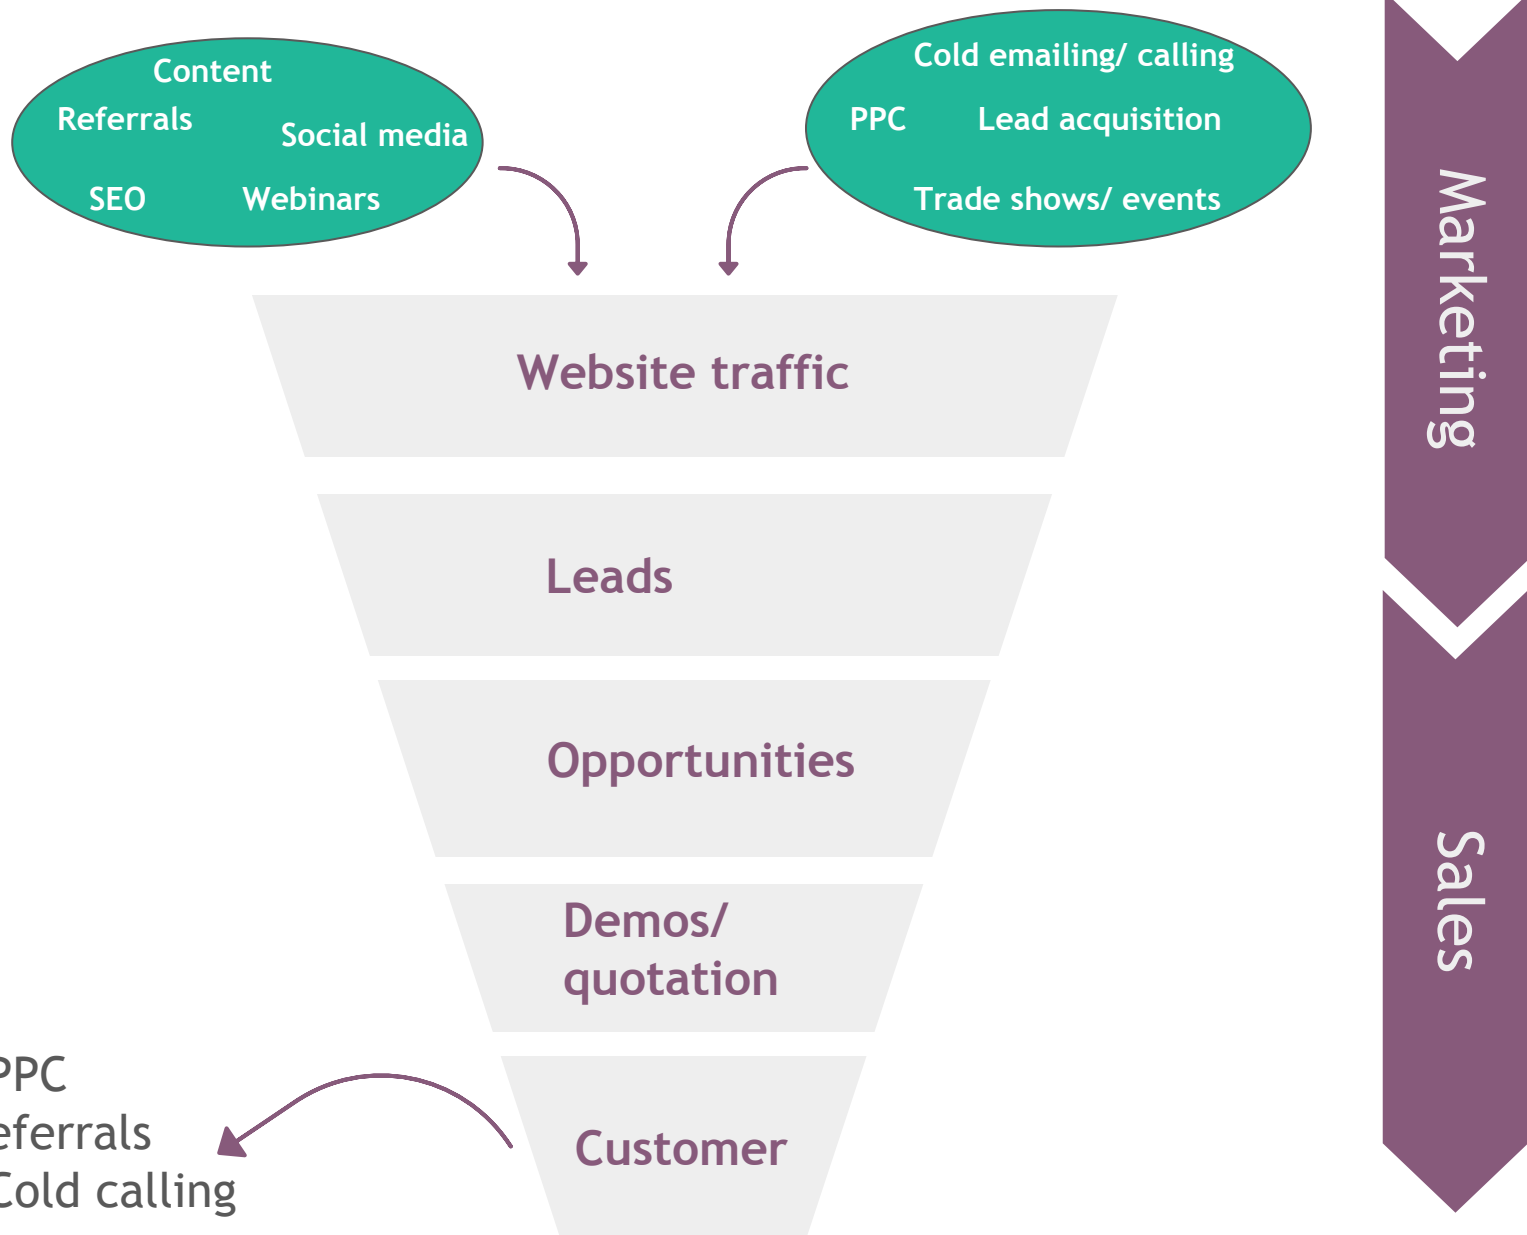 Content
Referrals
Social media
SEO Webinars
Cold emailing/ calling
PPC Lead acquisition
Trade shows/ events
Website traffic
Leads
Opportunities
Demos/
quotation
Customer
PPC
eferrals
Cold calling
Marketing
Sales